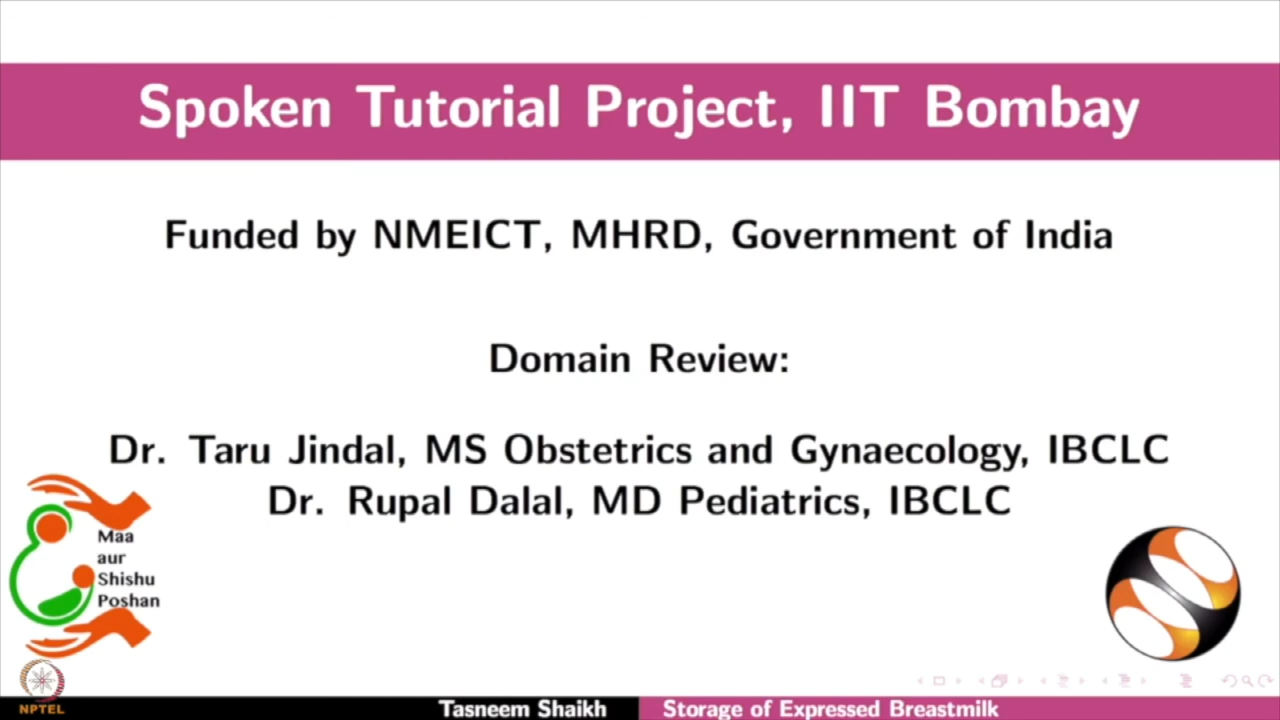 Spoken Tutorial Project, IIT Bombay
Funded by NMEICT, MHRD, Government of India
Domain Review:
Dr. Taru Jindal, MS Obstetrics and Gynaecology, IBCLC
Dr. Rupal Dalal, MD Pediatrics, IBCLC
Maa
aur
Shishu
Poshan
NPTEL
Tasneem Shaikh
Storage of Expressed Breastmilk